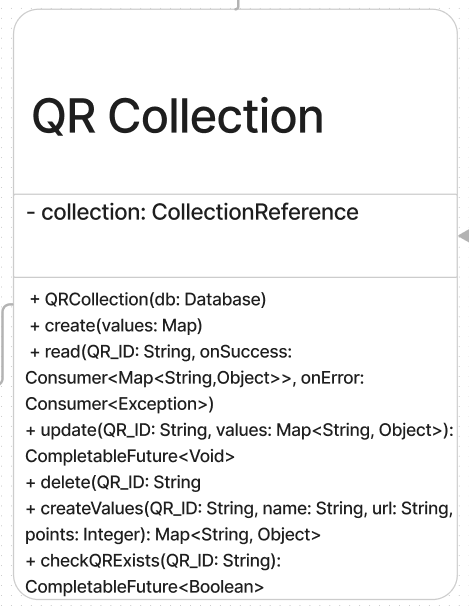 QR Collection
- collection: CollectionReference
+ QRCollection(db: Database)
+ create(values: Map)
+ read(QR_ID: String, onSuccess:
Consumer<Map<String,Object>>, onError:
Consumer<Exception>)
+ update(QR_ID: String, values: Map<String, Object>):
CompletableFuture<Void>
+ delete(QR_ID: String
+ createValues(QR_ID: String, name: String, url: String,
points: Integer): Map<String, Object>
+ checkQRExists(QR_ID: String):
CompletableFuture<Boolean>